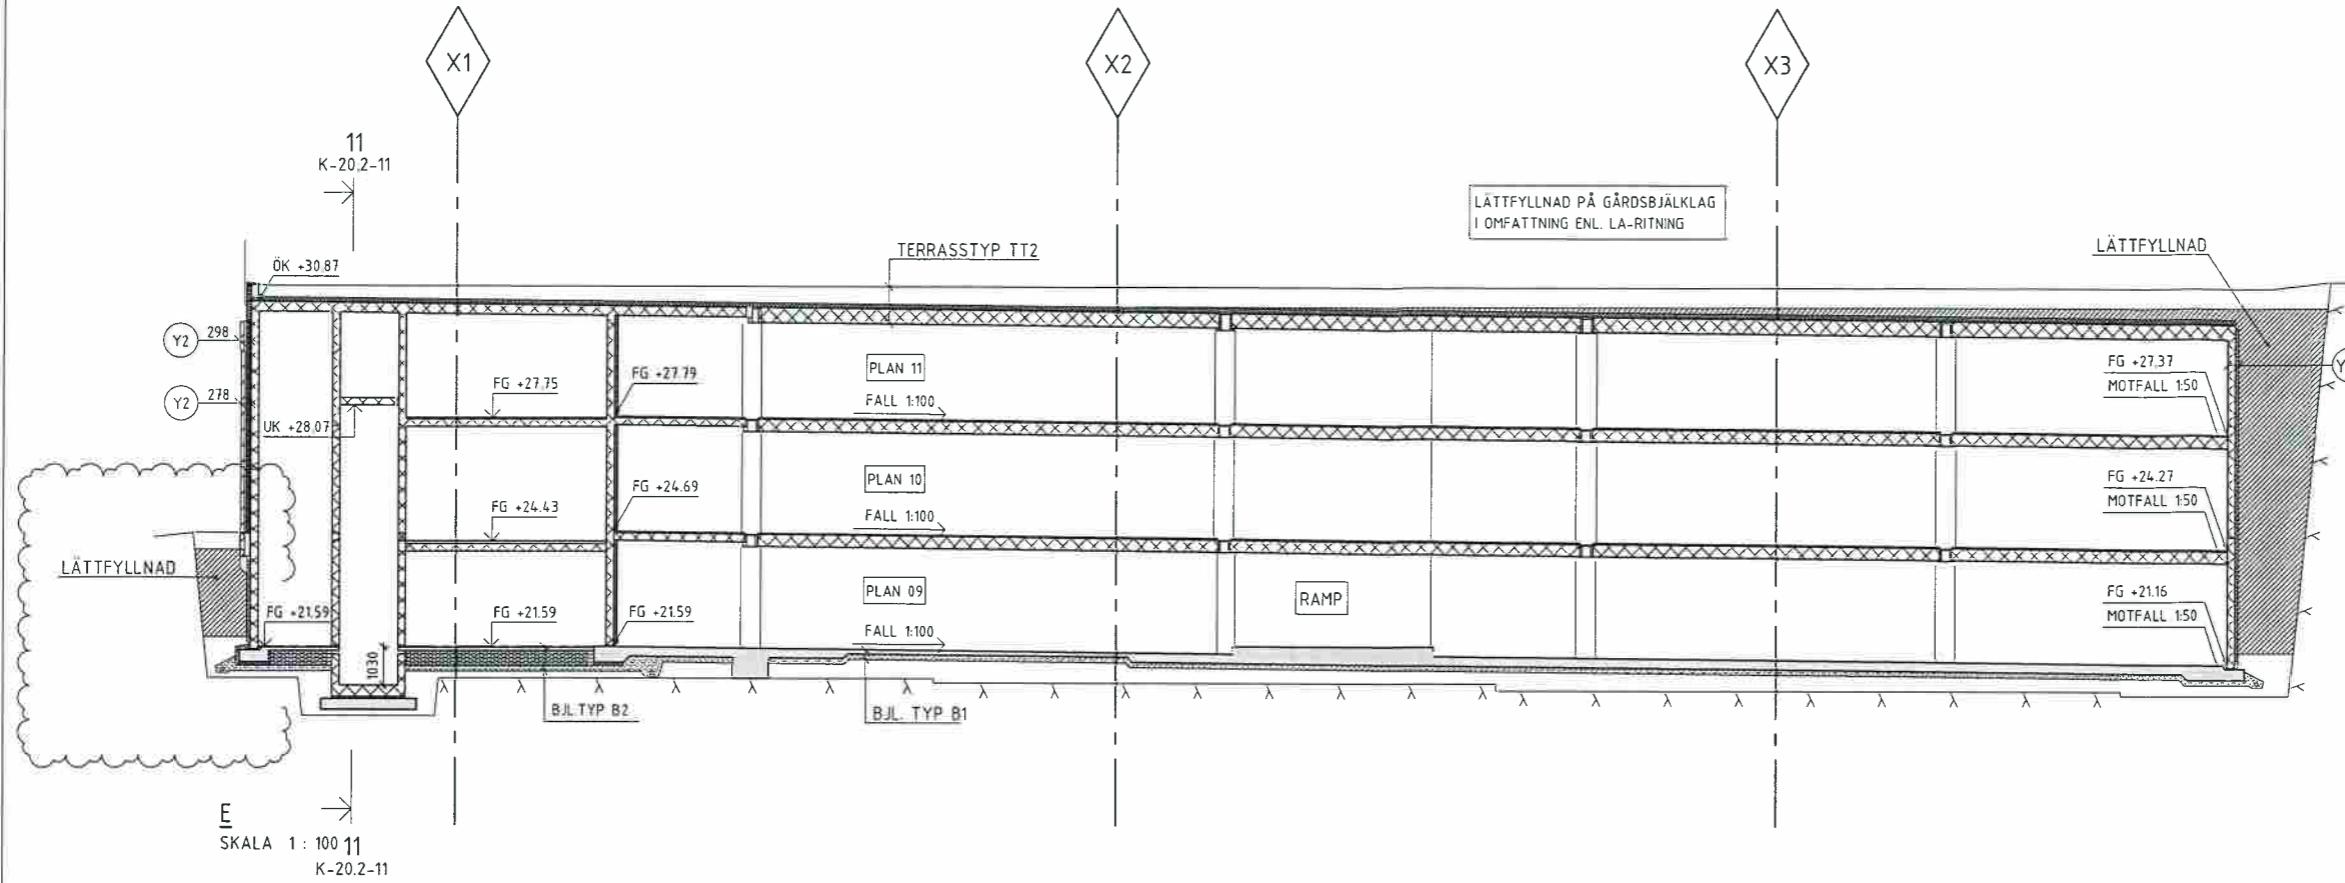 X1
X2
X3
11
K-20.2-11
LÄTTFYLLNAD PÅ GÅRDSBJÄLKLAG
I OMFATTNING ENL. LA-RITNING
TERRASSTYP TT2
LÄTTFYLLNAD
ÖK +30.87
Y2 298
Y2 278
UK +28.07
FG +27.75
FG +27.79
PLAN 11
FALL 1:100
FG +27.37
MOTFALL 1:50
Y
FG +24.43
FG +24.69
PLAN 10
FALL 1:100
FG +24.27
MOTFALL 1:50
LÄTTFYLLNAD
FG +21.59
FG +21.59
FG +21.59
PLAN 09
FALL 1:100
RAMP
FG +21.16
MOTFALL 1:50
1030
BJL.TYP B2
BJL. TYP B1
E
SKALA 1 : 100
11
K-20.2-11